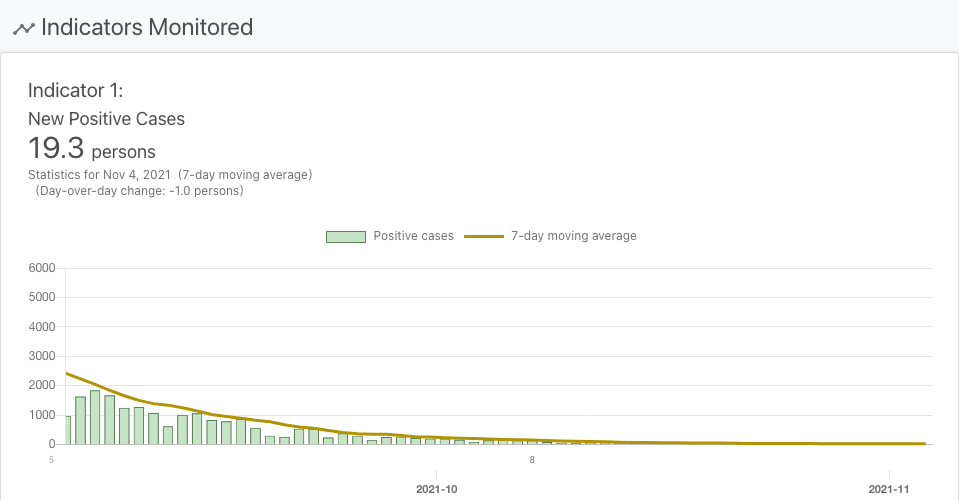 Indicators Monitored
Indicator 1:
New Positive Cases
19.3 persons
Statistics for Nov 4, 2021 (7-day moving average)
(Day-over-day change: -1.0 persons)
Positive cases 7-day moving average
6000
5000
4000
3000
2000
1000
0
5 8
2021-10 2021-11